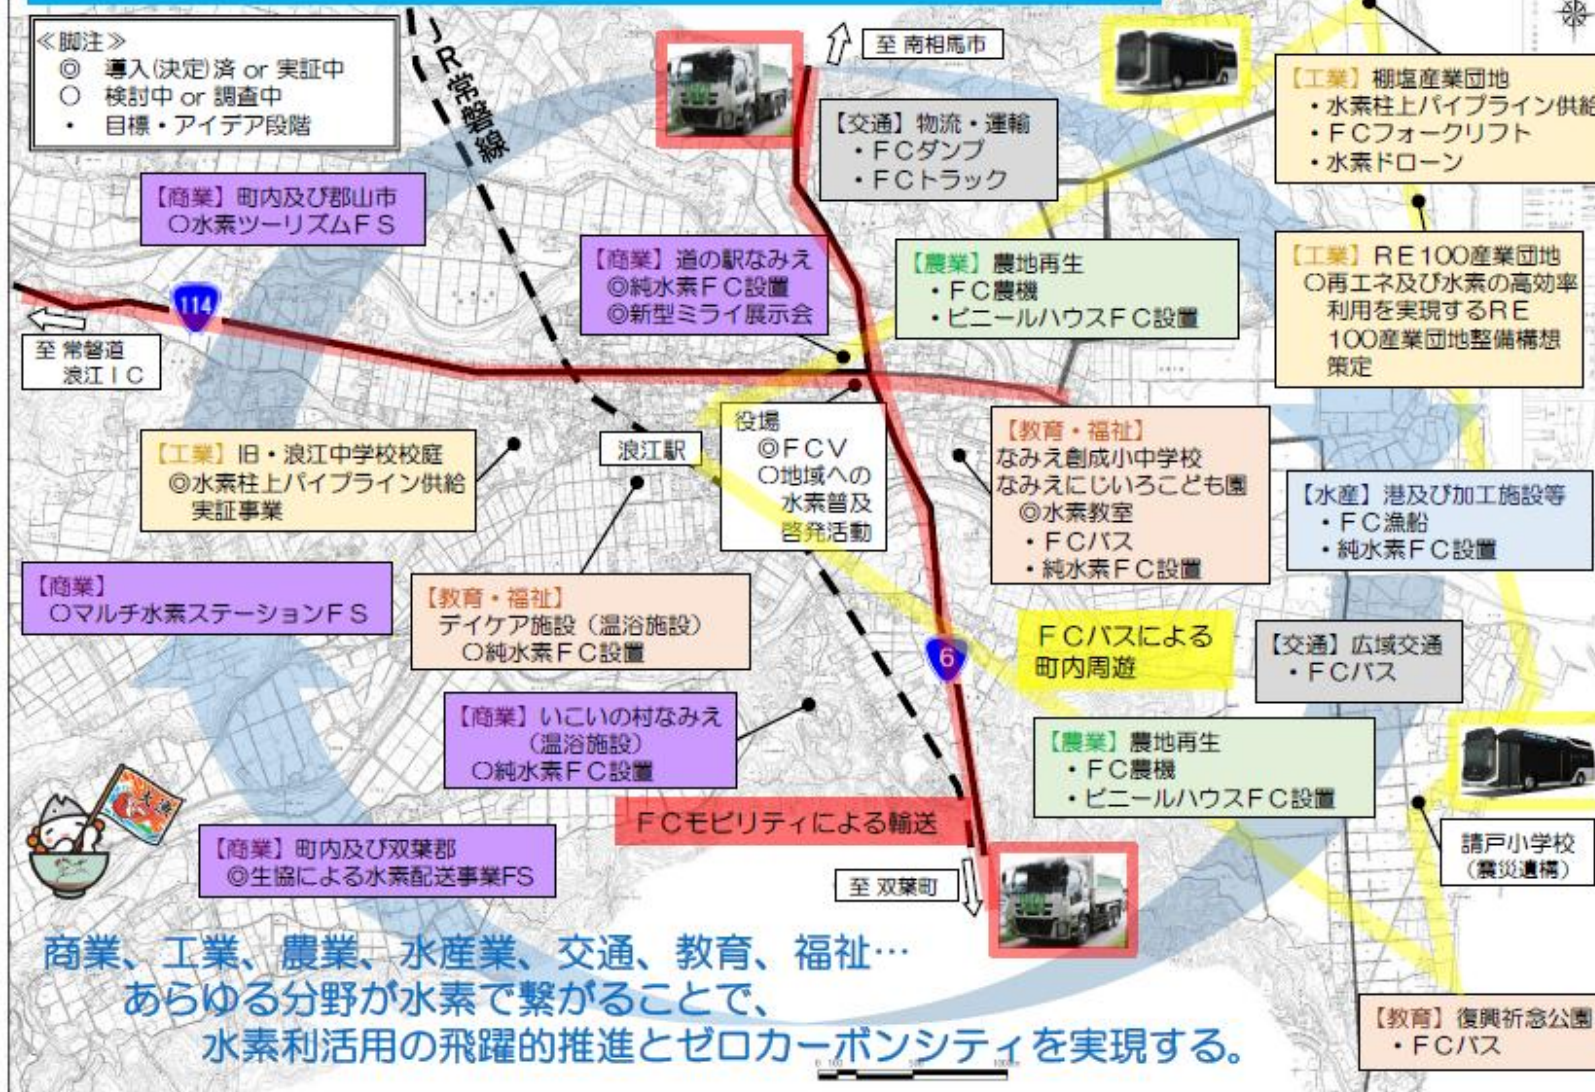 ≪脚注≫
◎ 導入(決定)済 or 実証中
○ 検討中 or 調査中
・ 目標・アイデア段階
JR常磐線
至 南相馬市
【交通】物流・運輸
・FCダンプ
・FCトラック
【工業】棚塩産業団地
・水素柱上パイプライン供給
・FCフォークリフト
・水素ドローン
【商業】町内及び郡山市
○水素ツーリズムFS
【商業】道の駅なみえ
◎純水素FC設置
◎新型ミライ展示会
【農業】農地再生
・FC農機
・ビニールハウスFC設置
【工業】RE100産業団地
○再エネ及び水素の高効率
利用を実現するRE
100産業団地整備構想
策定
114
至 常磐道
浪江IC
【工業】旧・浪江中学校校庭
◎水素柱上パイプライン供給
実証事業
浪江駅
役場
◎FCV
○地域への
水素普及
啓発活動
【教育・福祉】
なみえ創成小中学校
なみえにじいろこども園
◎水素教室
・FCバス
・純水素FC設置
【水産】港及び加工施設等
・FC漁船
・純水素FC設置
【商業】
○マルチ水素ステーションFS
【教育・福祉】
デイケア施設（温浴施設）
○純水素FC設置
6
FCバスによる
町内周遊
【交通】広域交通
・FCバス
【商業】いこいの村なみえ
（温浴施設）
○純水素FC設置
【農業】農地再生
・FC農機
・ビニールハウスFC設置
FCモビリティによる輸送
大漁
【商業】町内及び双葉郡
◎生協による水素配送事業FS
至 双葉町
請戸小学校
（震災遺構）
商業、工業、農業、水産業、交通、教育、福祉…
あらゆる分野が水素で繋がることで、
水素利活用の飛躍的推進とゼロカーボンシティを実現する。
【教育】復興祈念公園
・FCバス